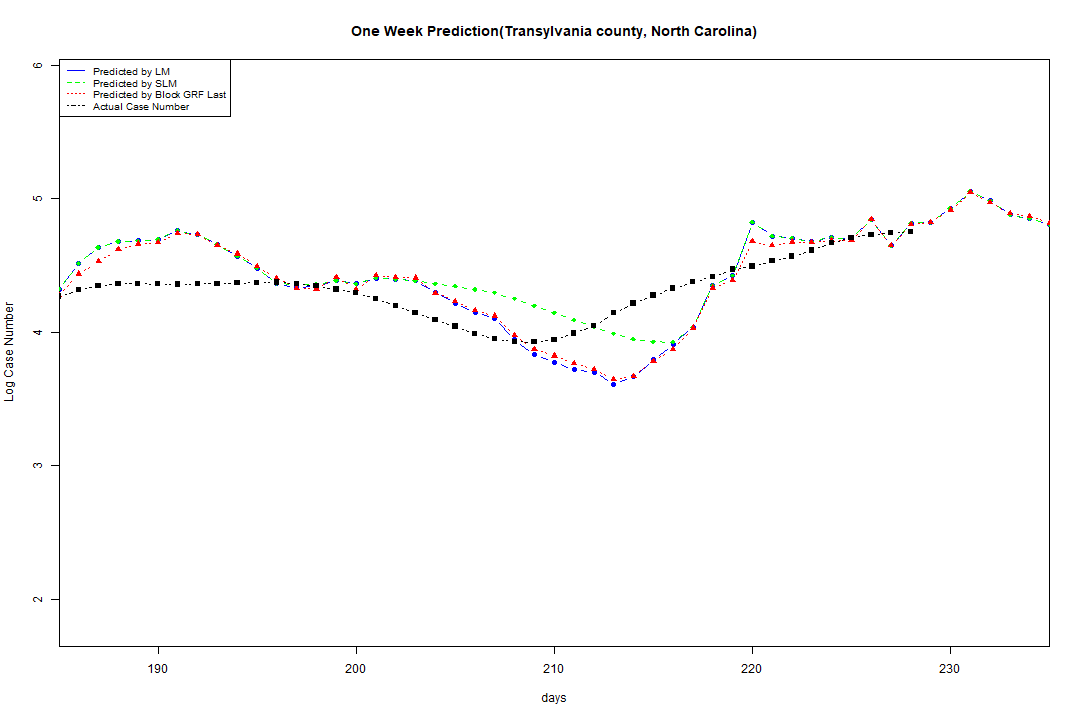 One Week Prediction(Transylvania county, North Carolina)
Predicted by LM
Predicted by SLM
Predicted by Block GRF Last
Actual Case Number
6
5
4
3
2
Log Case Number
190 200 210 220 230
days